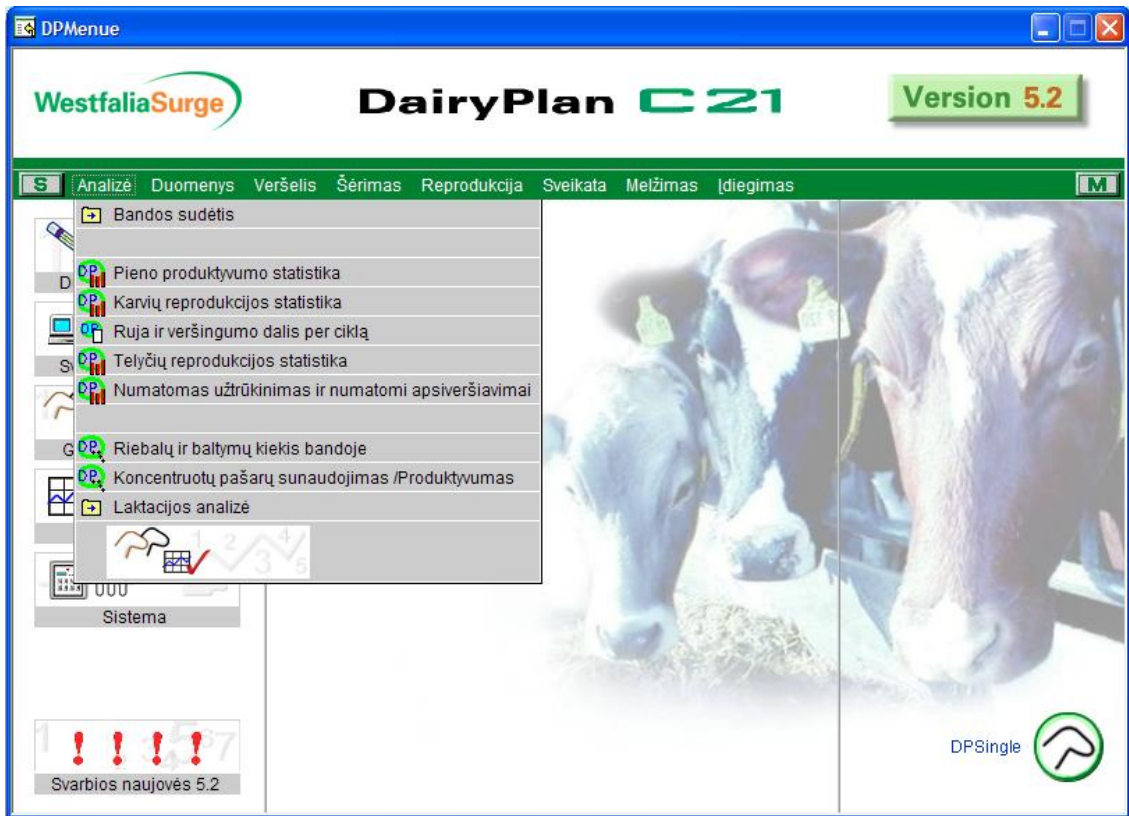 DPMenue
WestfaliaSurge
DairyPlan C21
Version 5.2
S Analizė Duomenys Veršelis Šėrimas Reprodukcija Sveikata Melžimas Įdiegimas M
Bandos sudėtis
Pieno produktyvumo statistika
Karvių reprodukcijos statistika
Ruja ir veršingumo dalis per ciklą
Telyčių reprodukcijos statistika
Numatomas užtrūkinimas ir numatomi apsiveršiavimai
Riebalų ir baltymų kiekis bandoje
Koncentruotų pašarų sunaudojimas /Produktyvumas
Laktacijos analizė
Sistema
DPSingle
Svarbios naujovės 5.2